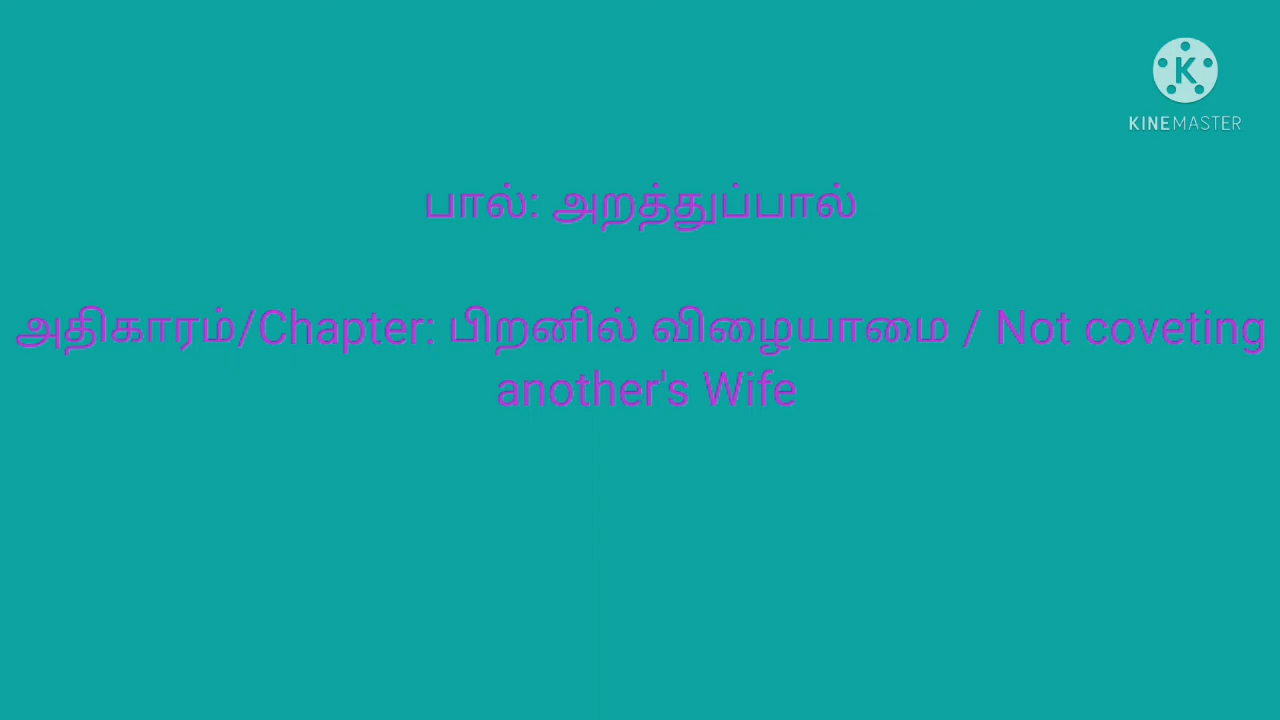 KINEMASTER
பால்: அறத்துப்பால்
அதிகாரம்/Chapter: பிறனில் விழையாமை / Not coveting
another's Wife